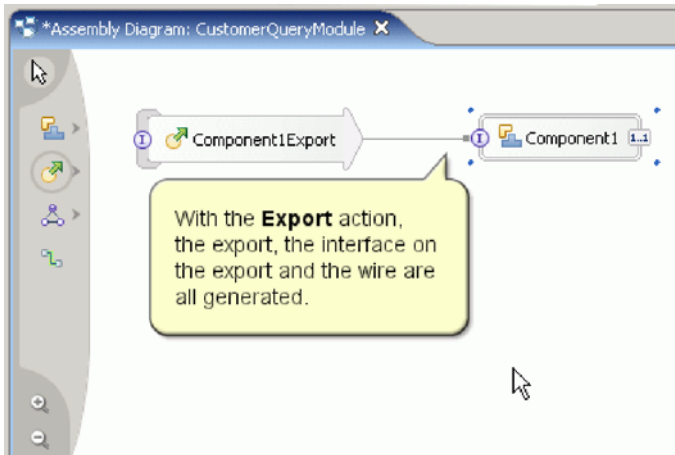 *Assembly Diagram: CustomerQueryModule
I Component1Export
I Component1 1..1
With the Export action,
the export, the interface on
the export and the wire are
all generated.